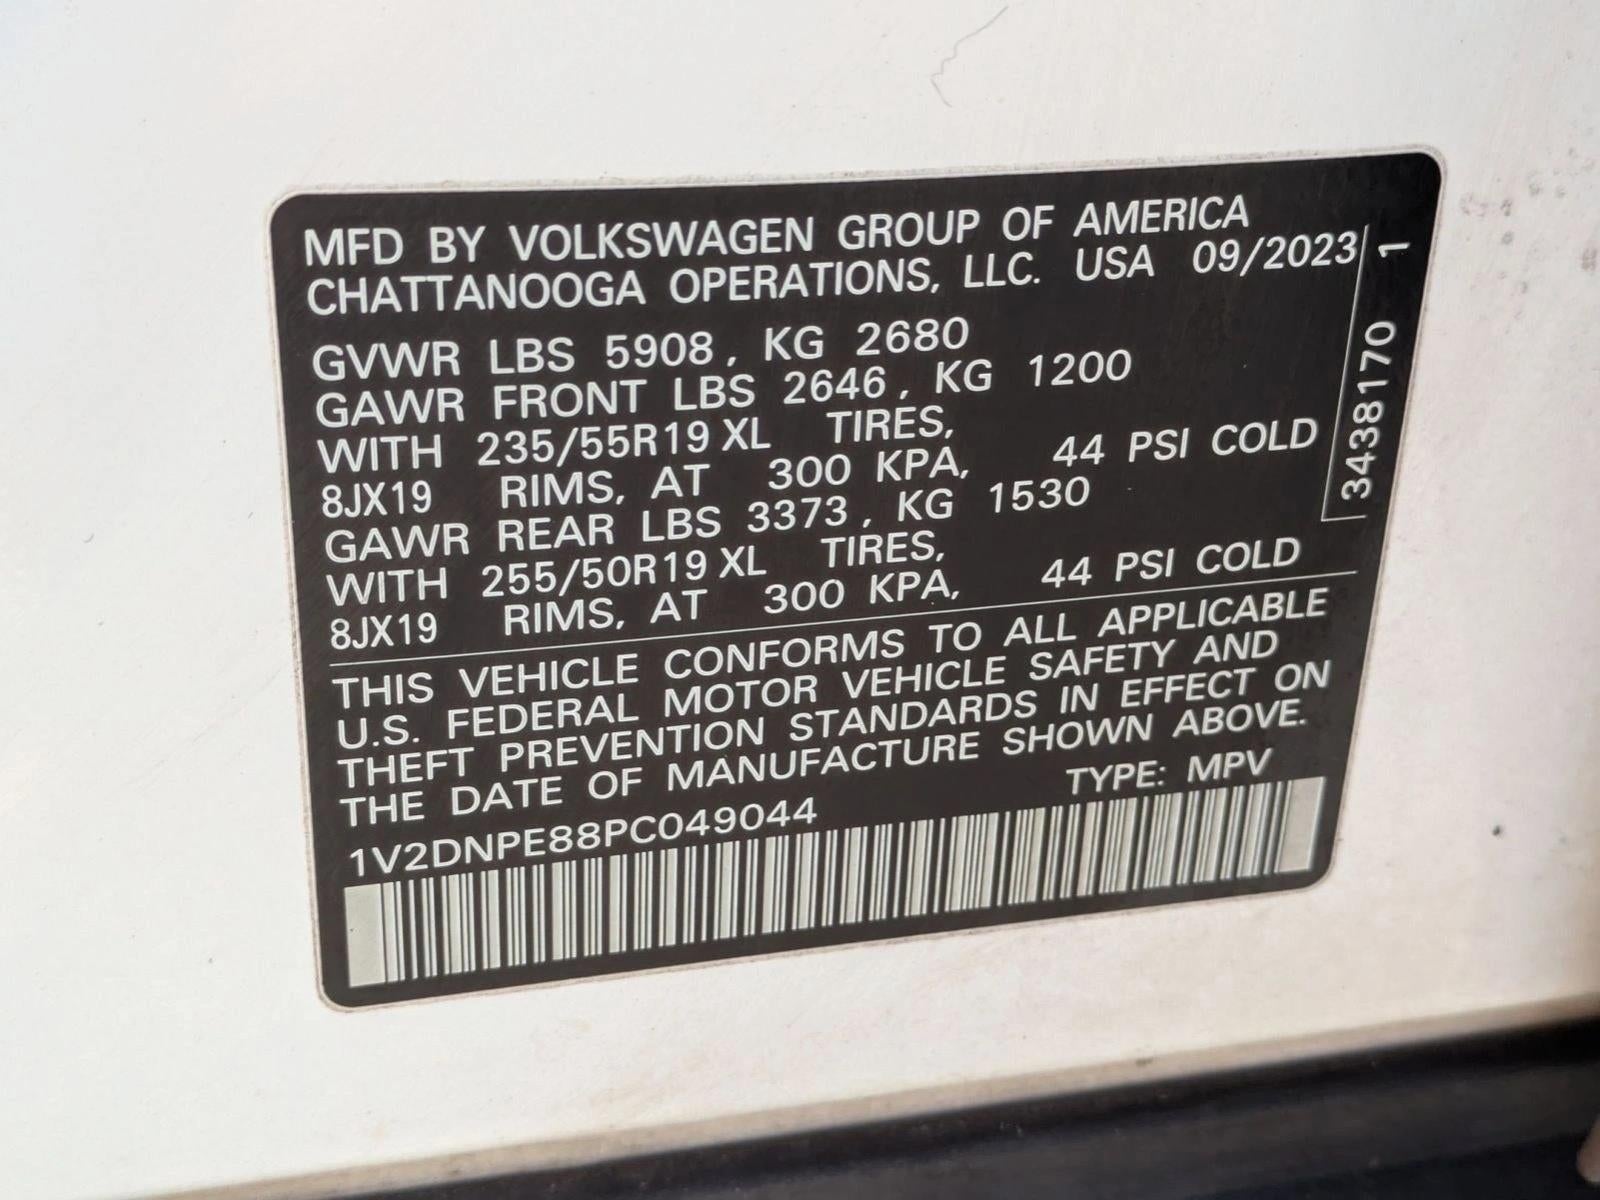 MFD BY VOLKSWAGEN GROUP OF AMERICA
CHATTANOOGA OPERATIONS, LLC. USA 09/2023
GVWR LBS 5908, KG 2680
GAWR FRONT LBS 2646, KG 1200
WITH 235/55R19 XL TIRES,
8JX19 RIMS, AT 300 KPA, 44 PSI COLD
GAWR REAR LBS 3373, KG 1530
WITH 255/50R19 XL TIRES,
8JX19 RIMS, AT 300 KPA, 44 PSI COLD
THIS VEHICLE CONFORMS TO ALL APPLICABLE
U.S. FEDERAL MOTOR VEHICLE SAFETY AND
THEFT PREVENTION STANDARDS IN EFFECT ON
THE DATE OF MANUFACTURE SHOWN ABOVE.
TYPE: MPV
1V2DNPE88PC049044
3438170 1